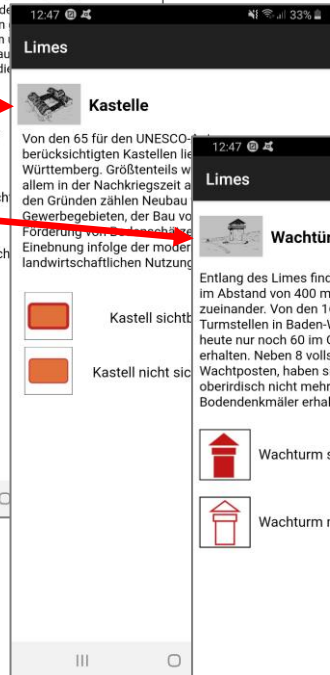 12:47
33%
Limes
Kastelle
Von den 65 für den UNESCO-
berücksichtigten Kastellen lie
Württemberg. Größtenteils w
allem in der Nachkriegszeit a
den Gründen zählen Neubau
Gewerbegebieten, der Bau vo
Förderung von
Einebnung infolge der moder
landwirtschaftlichen Nutzung
Kastell sichtb
Kastell nicht sic
12:47
Limes
Wachtür
Entlang des Limes find
im Abstand von 400 m
zueinander. Von den 1
Turmstellen in Baden-W
heute nur noch 60 im G
erhalten. Neben 8 volls
Wachtposten, haben s
oberirdisch nicht mehr
Bodendenkmäler erhal
Wachturm s
Wachturm n